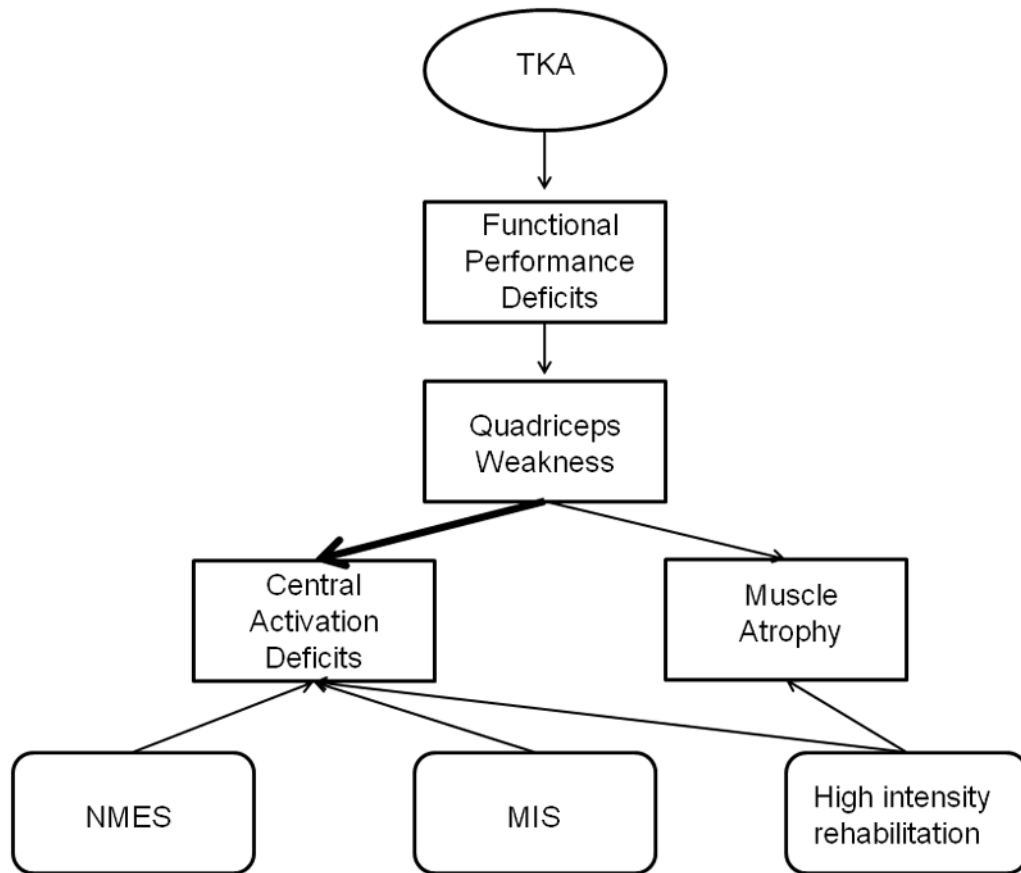 TKA
Functional
Performance
Deficits
Quadriceps
Weakness
Central
Activation
Deficits
Muscle
Atrophy
NMES
MIS
High intensity
rehabilitation